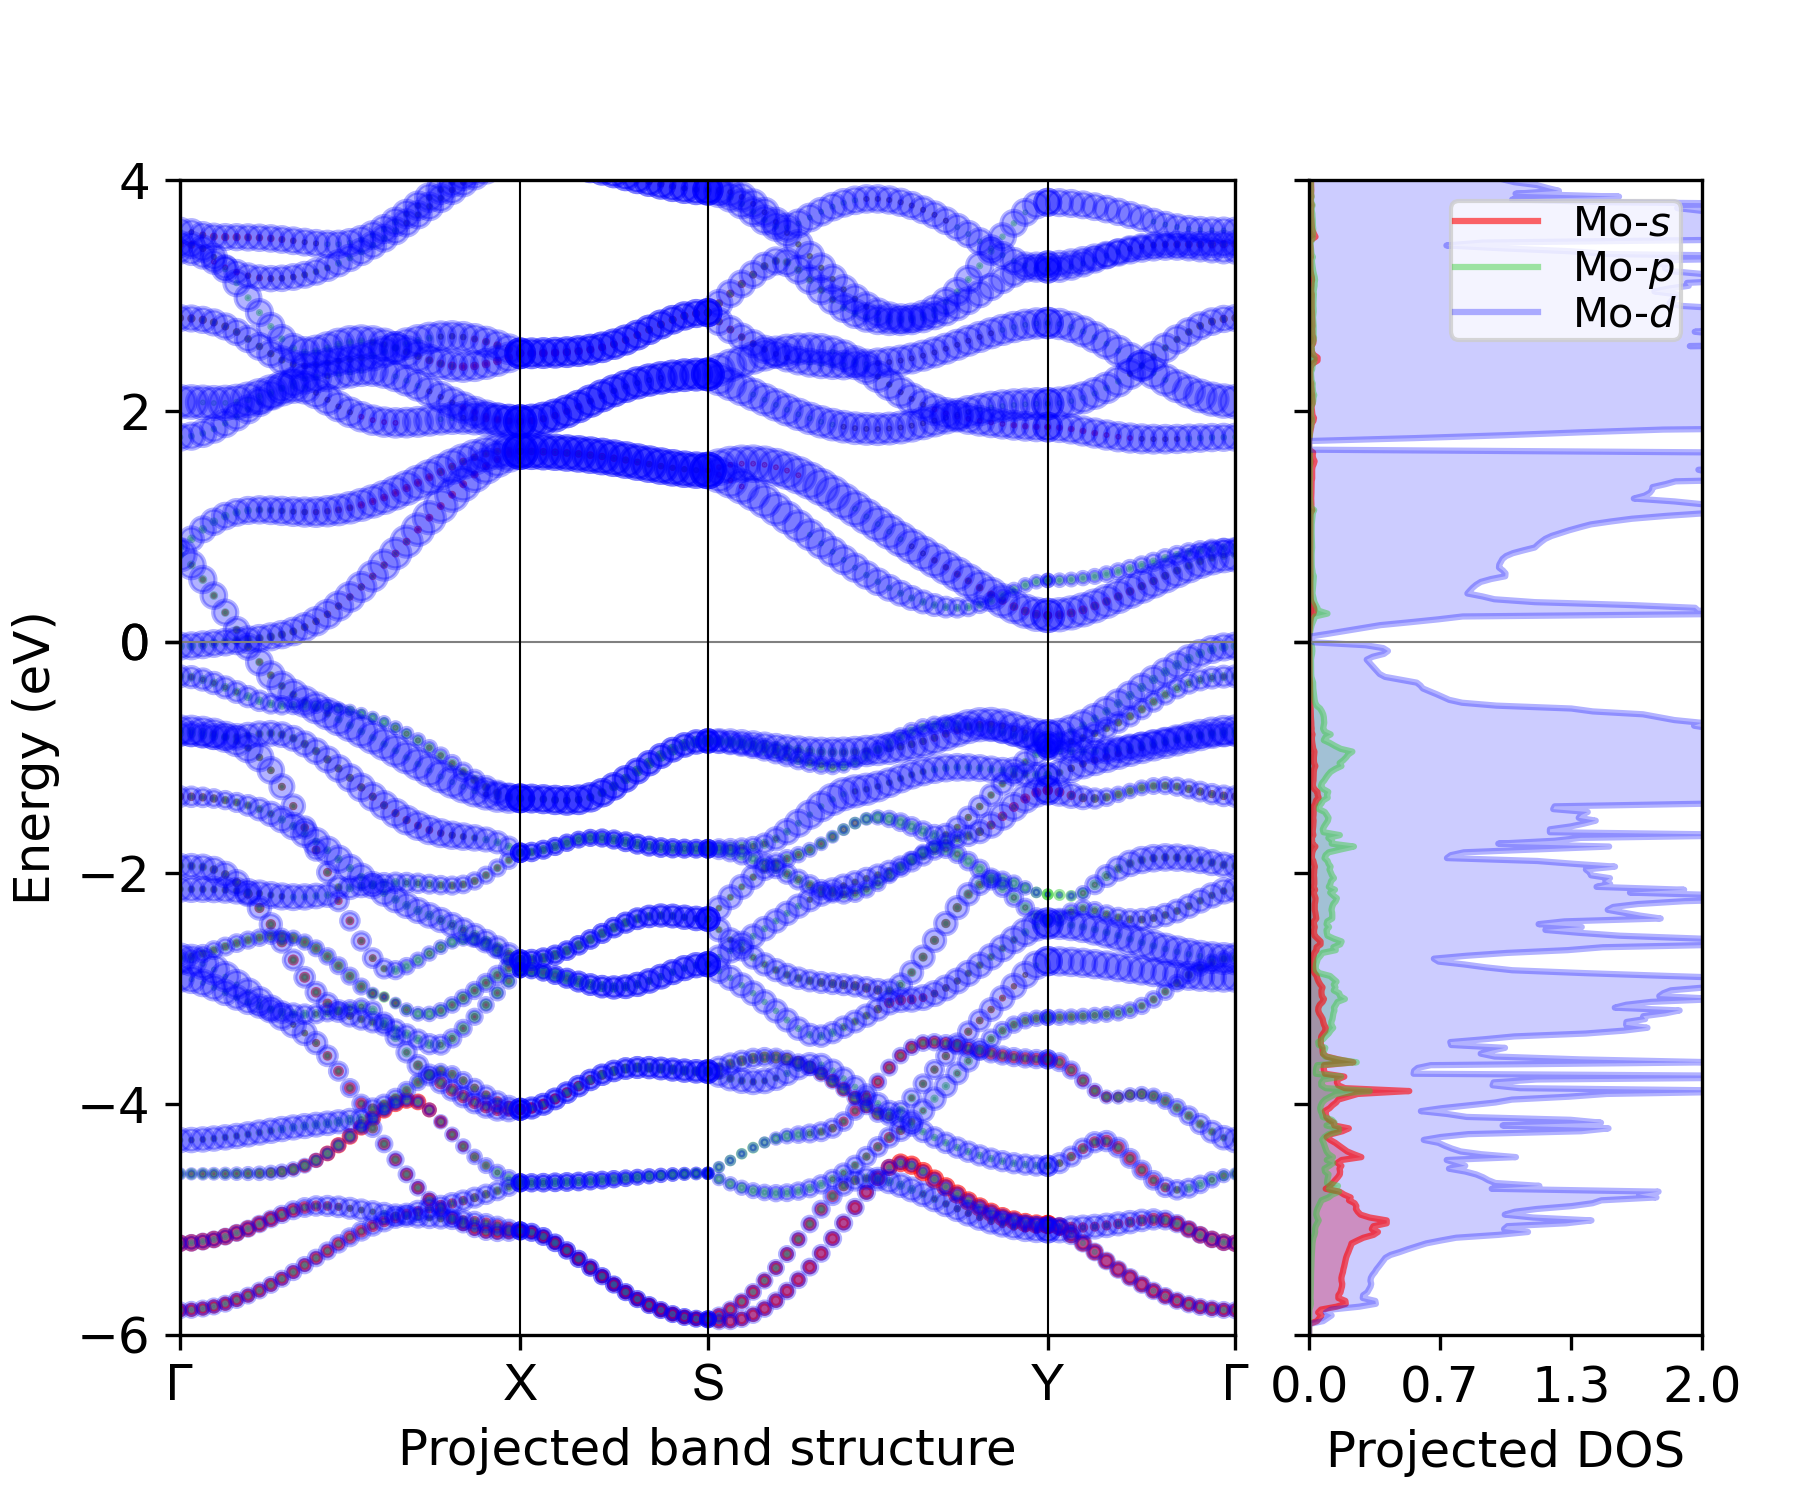 4
2
0
−2
−4
−6
Energy (eV)
Γ X S Y Γ
Projected band structure
Mo-s
Mo-p
Mo-d
0.0 0.7 1.3 2.0
Projected DOS